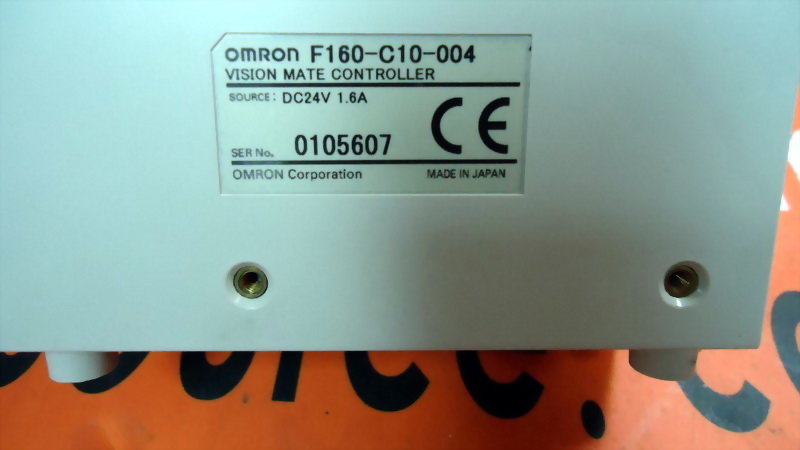 omron F160-C10-004
VISION MATE CONTROLLER
SOURCE: DC24V 1.6A
CE
SER No. 0105607
OMRON Corporation MADE IN JAPAN